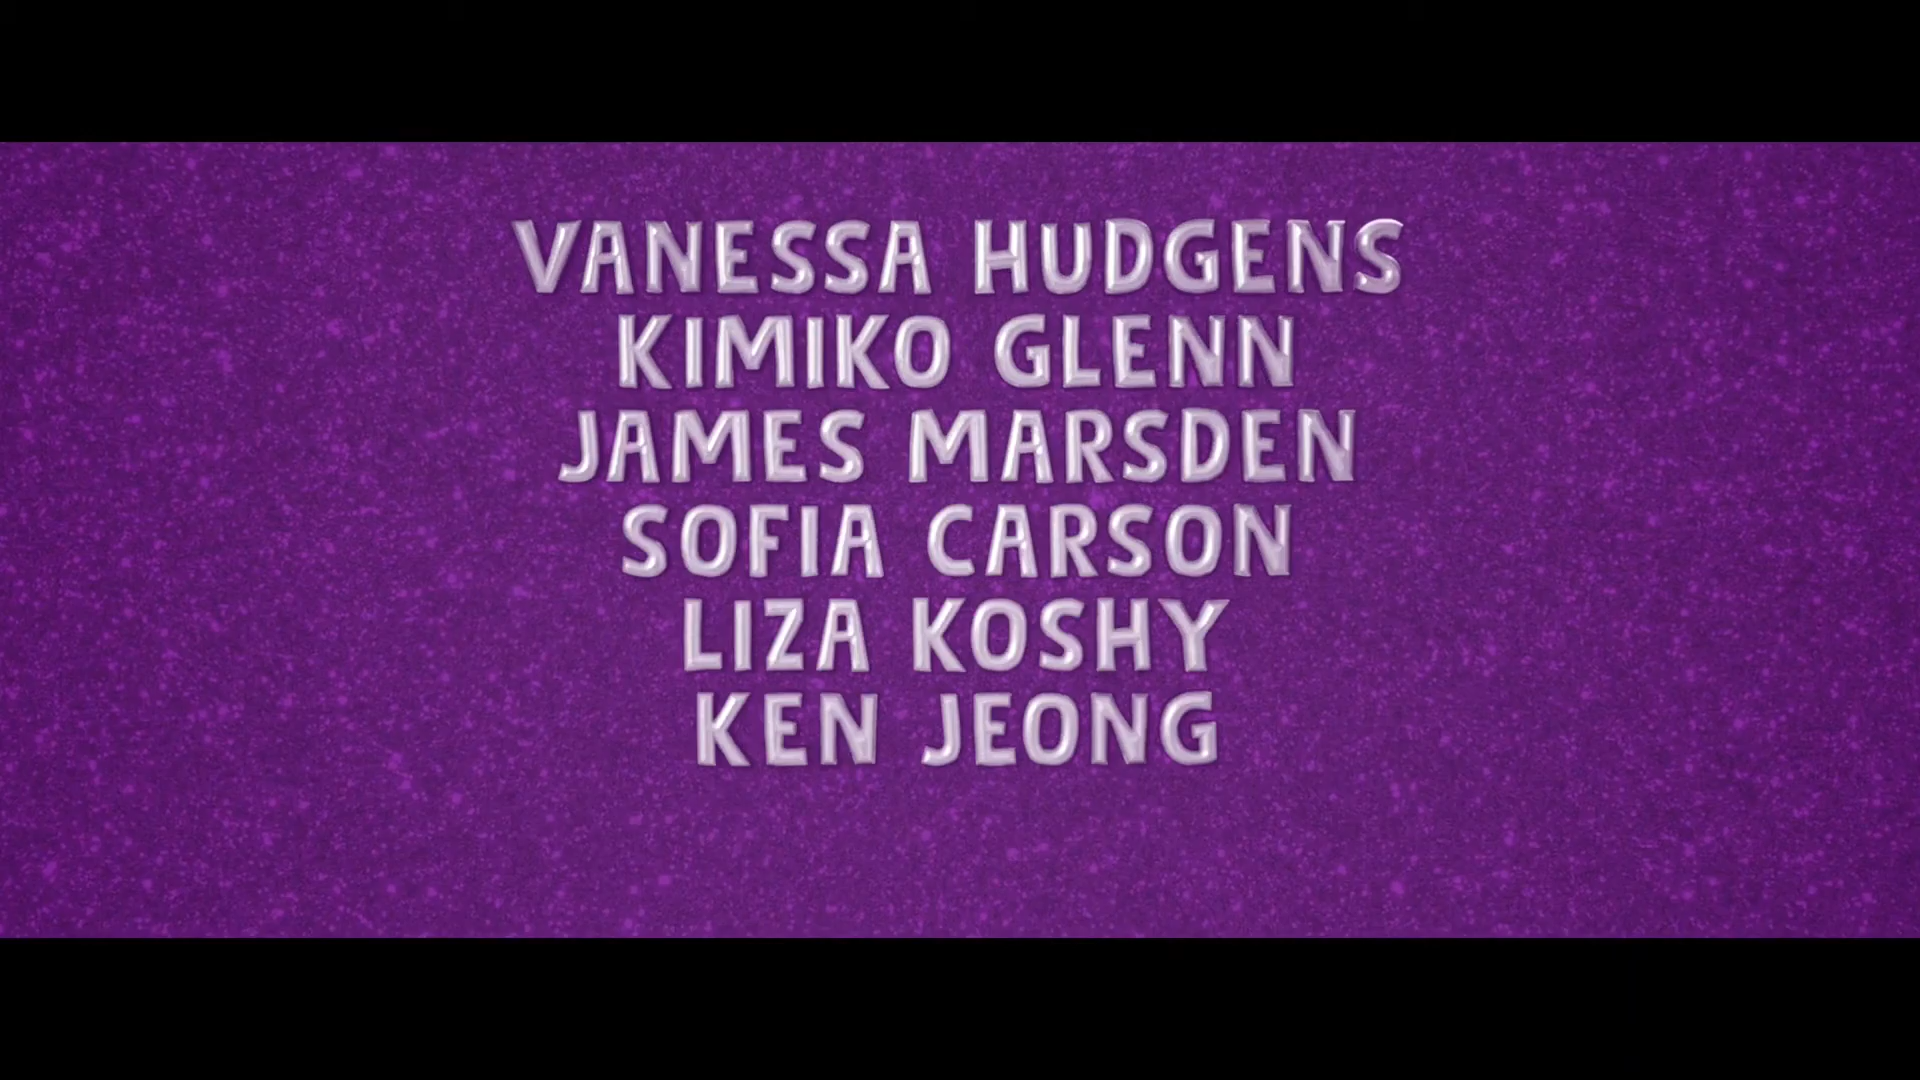 VANESSA HUDGENS
KIMIKO GLENN
JAMES MARSDEN
SOFIA CARSON
LIZA KOSHY
KEN JEONG